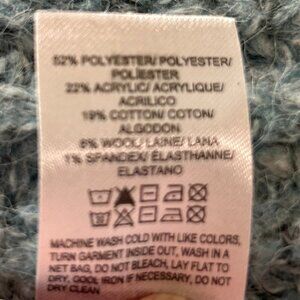 52% POLYESTER/ POLYESTER/
POLIESTER
22% ACRYLIC/ ACRYLIQUE/
ACRILICO
19% COTTON/ COTON/
ALGODON
6% WOOL/LAINE/ LANA
1% SPANDEX/ ÉLASTHANNE/
ELASTANO
MACHINE WASH COLD WITH LIKE COLORS,
TURN GARMENT INSIDE OUT, WASH IN A
NET BAG, DO NOT BLEACH, LAY FLAT TO
DRY, COOL IRON IF NECESSARY, DO NOT
DRY CLEAN